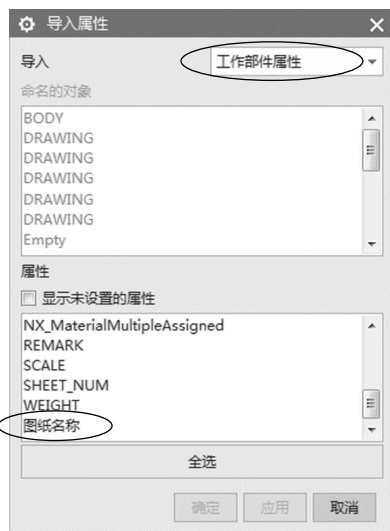 导入属性
导入 工作部件属性
命名的对象
BODY
DRAWING
DRAWING
DRAWING
DRAWING
DRAWING
Empty
属性
显示未设置的属性
NX_MaterialMultipleAssigned
REMARK
SCALE
SHEET_NUM
WEIGHT
图纸名称
全选
确定 应用 取消